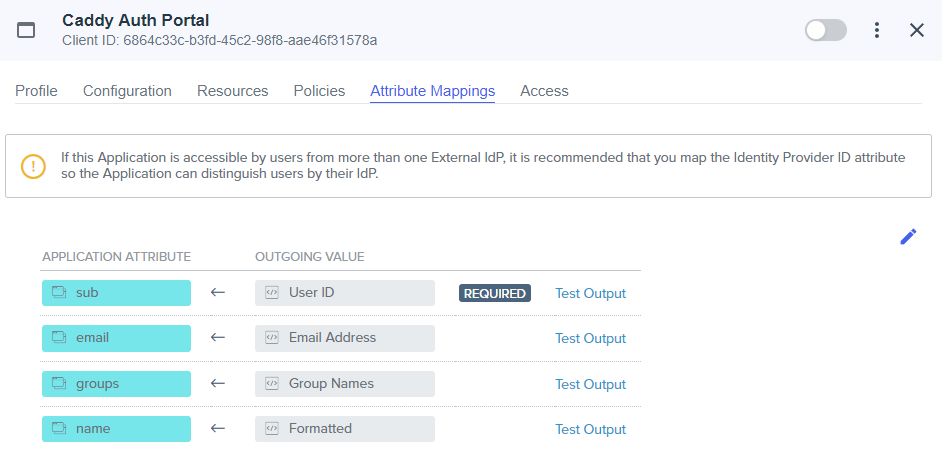 Caddy Auth Portal
Client ID: 6864c33c-b3fd-45c2-98f8-aae46f31578a
Profile Configuration Resources Policies Attribute Mappings Access
If this Application is accessible by users from more than one External IdP, it is recommended that you map the Identity Provider ID attribute
so the Application can distinguish users by their IdP.
APPLICATION ATTRIBUTE OUTGOING VALUE
sub ← User ID REQUIRED Test Output
email ← Email Address Test Output
groups ← Group Names Test Output
name ← Formatted Test Output